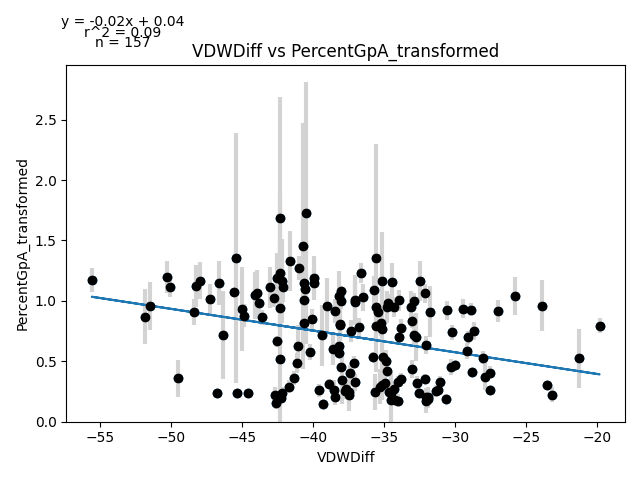 y = -0.02x + 0.04
r^2 = 0.09
n = 157
VDWDiff vs PercentGpA_transformed
PercentGpA_transformed
2.5
2.0
1.5
1.0
0.5
0.0
−55
−50
−45
−40
−35
−30
−25
−20
VDWDiff